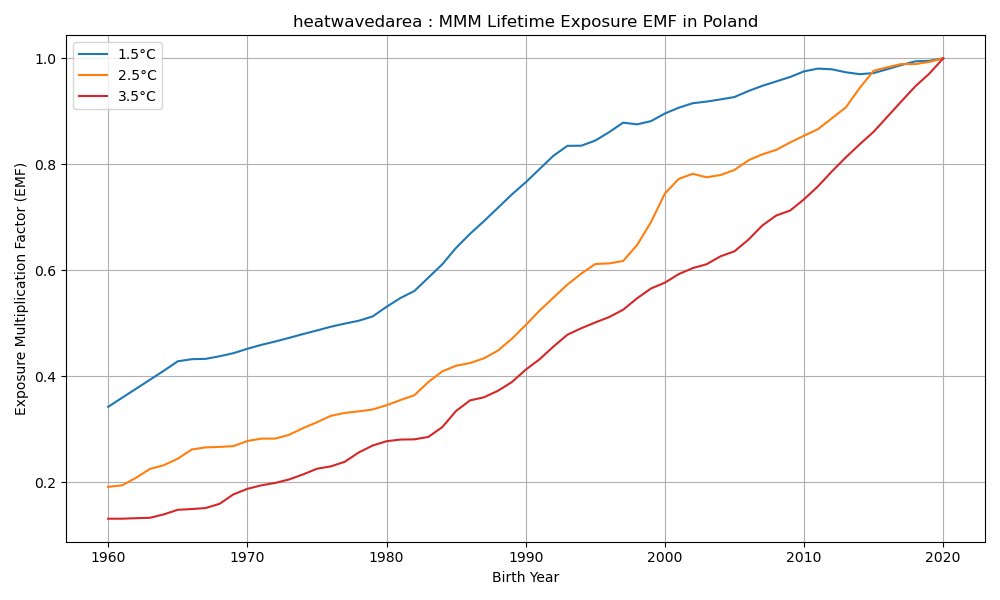 heatwavedarea : MMM Lifetime Exposure EMF in Poland
1.5°C
2.5°C
3.5°C
Exposure Multiplication Factor (EMF)
1.0
0.8
0.6
0.4
0.2
1960 1970 1980 1990 2000 2010 2020
Birth Year